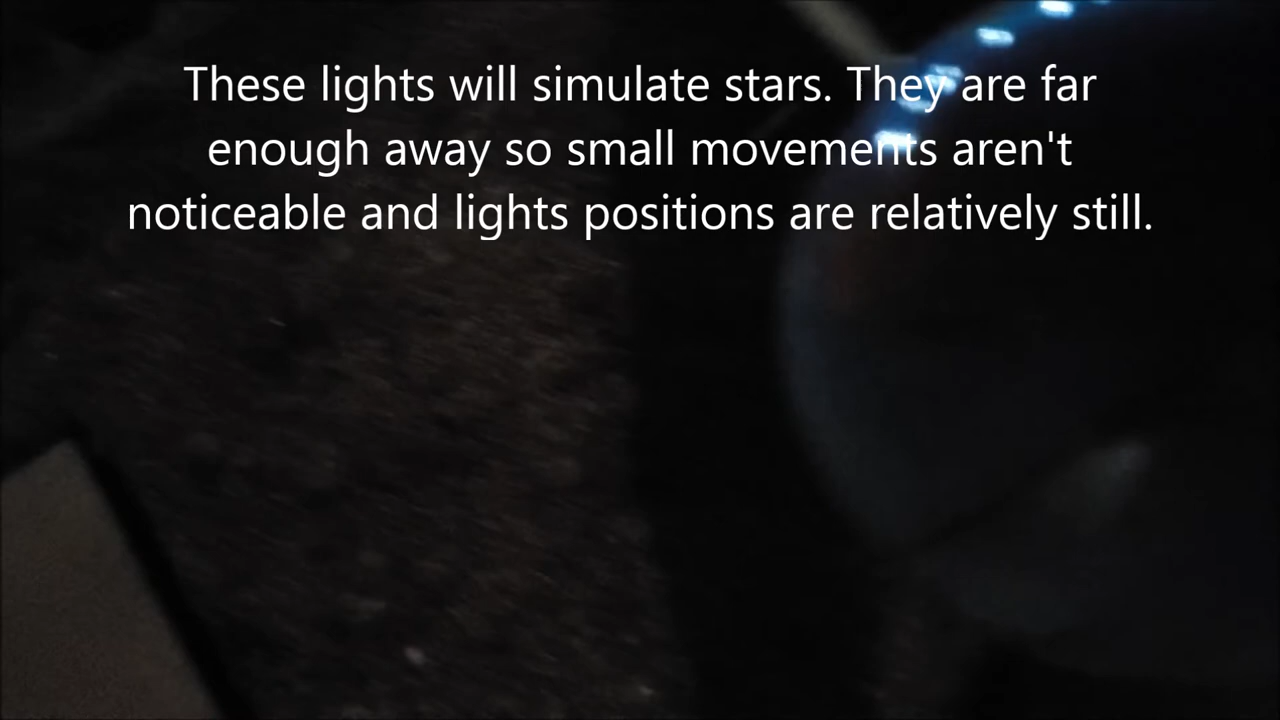 These lights will simulate stars. They are far
enough away so small movements aren't
noticeable and lights positions are relatively still.